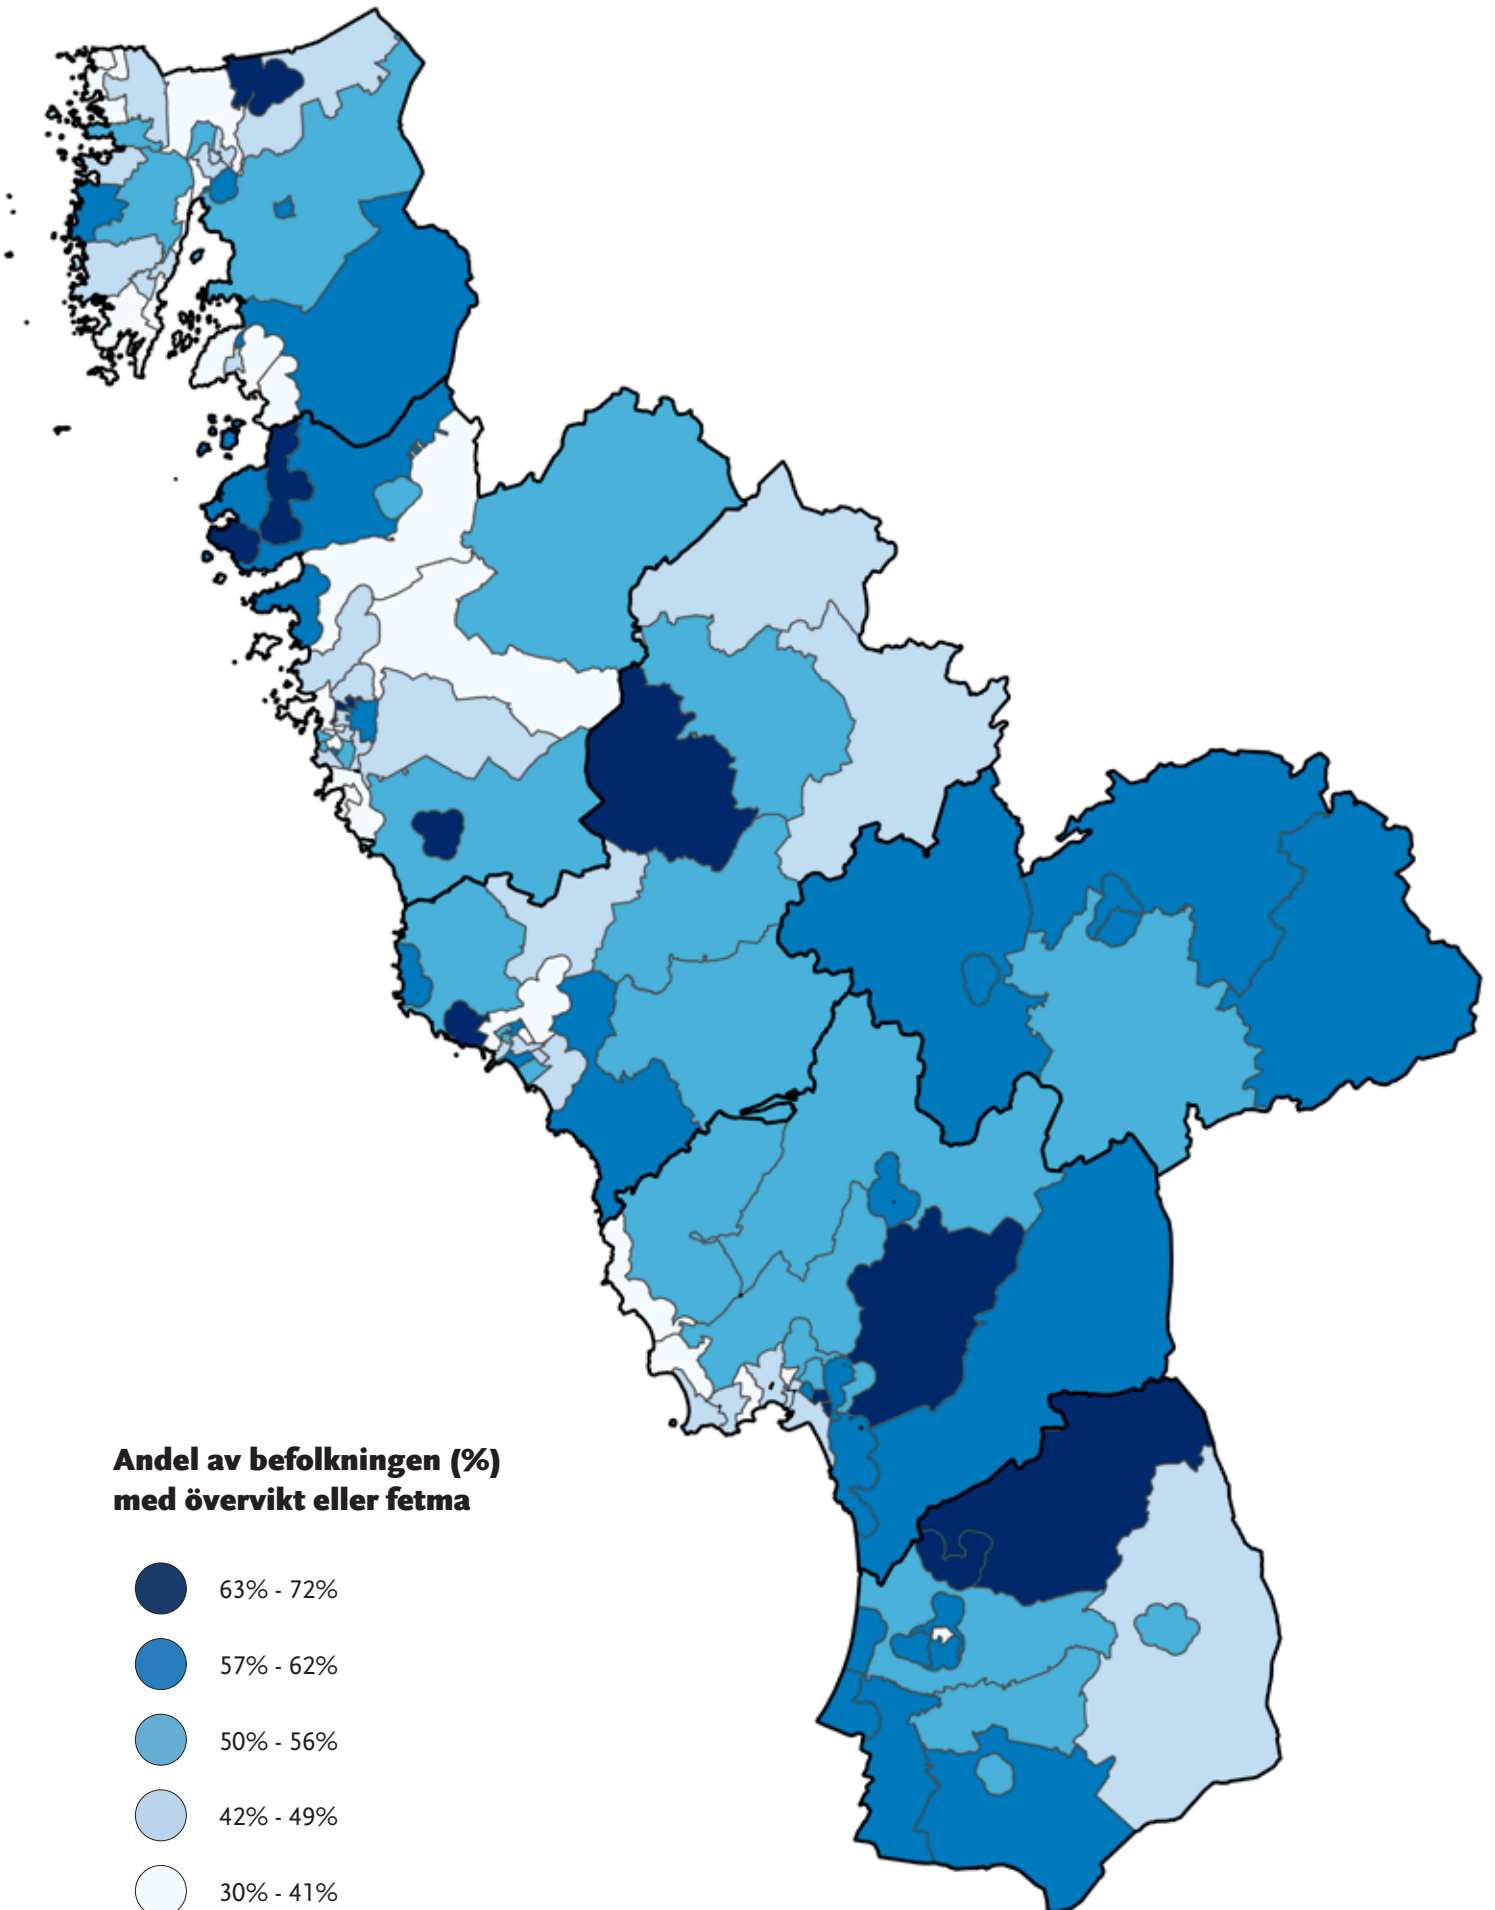 Andel av befolkningen (%)
med övervikt eller fetma
63% - 72%
57% - 62%
50% - 56%
42% - 49%
30% - 41%